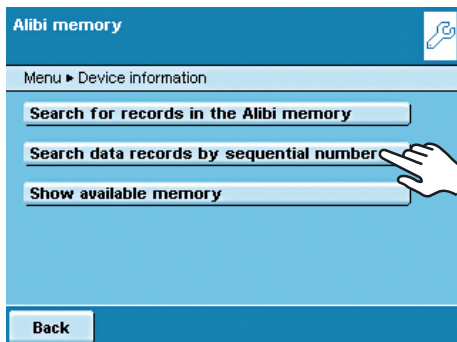 Alibi memory
Menu ▸ Device information
Search for records in the Alibi memory
Search data records by sequential number
Show available memory
Back